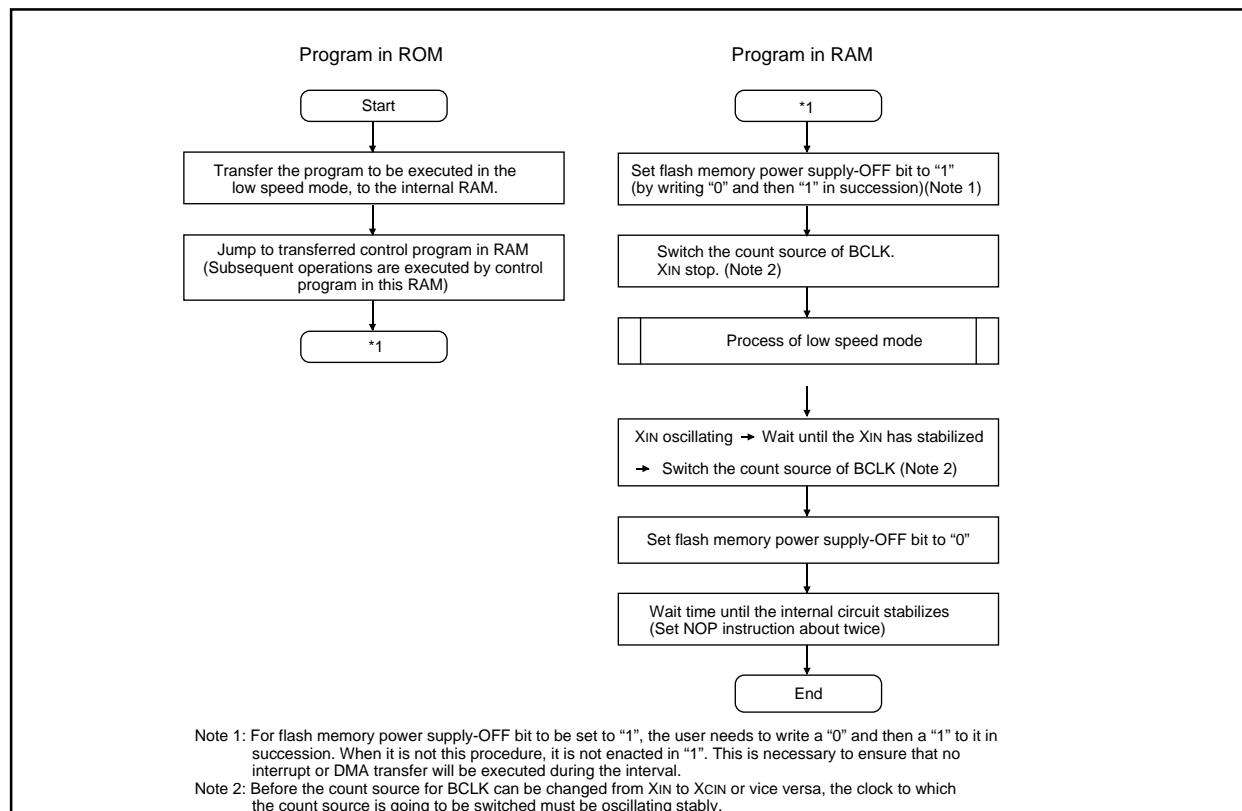 Program in ROM
Start
Transfer the program to be executed in the
low speed mode, to the internal RAM.
Jump to transferred control program in RAM
(Subsequent operations are executed by control
program in this RAM)
*1
Program in RAM
*1
Set flash memory power supply-OFF bit to “1”
(by writing “0” and then “1” in succession)(Note 1)
Switch the count source of BCLK.
XIN stop. (Note 2)
Process of low speed mode
XIN oscillating → Wait until the XIN has stabilized
→ Switch the count source of BCLK (Note 2)
Set flash memory power supply-OFF bit to “0”
Wait time until the internal circuit stabilizes
(Set NOP instruction about twice)
End
Note 1: For flash memory power supply-OFF bit to be set to “1”, the user needs to write a “0” and then a “1” to it in
succession. When it is not this procedure, it is not enacted in “1”. This is necessary to ensure that no
interrupt or DMA transfer will be executed during the interval.
Note 2: Before the count source for BCLK can be changed from XIN to XCIN or vice versa, the clock to which
the count source is going to be switched must be oscillating stably.